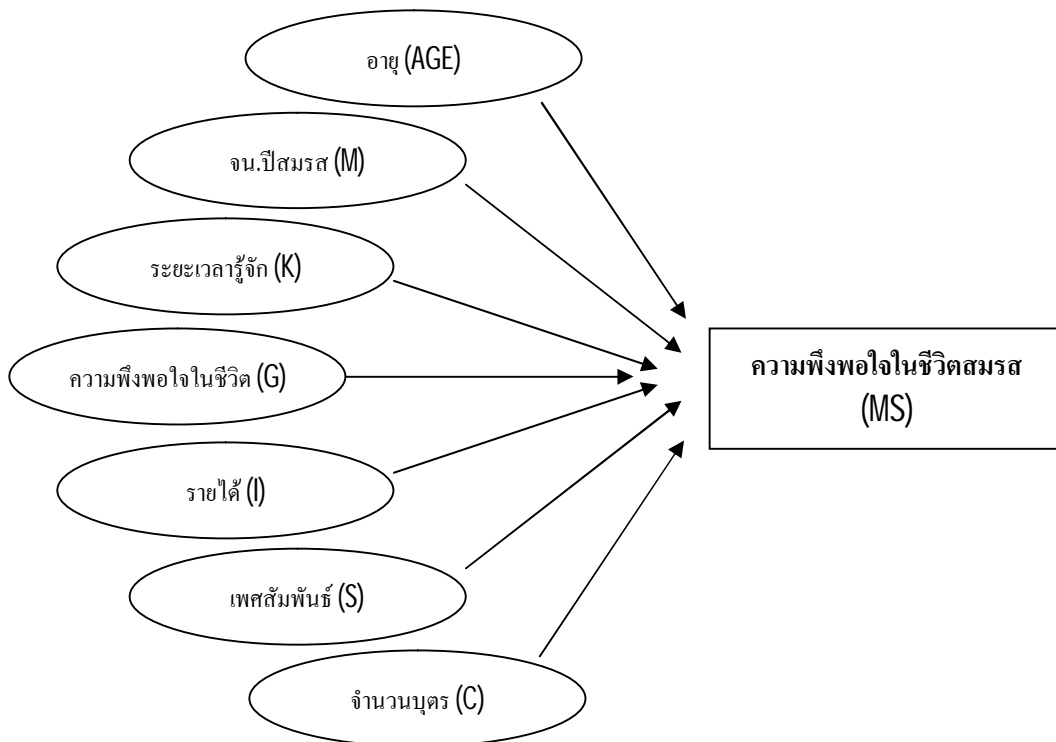 อายุ (AGE)
จน.ปีสมรส (M)
ระยะเวลารู้จัก (K)
ความพึงพอใจในชีวิต (G)
ความพึงพอใจในชีวิตสมรส
(MS)
รายได้ (I)
เพศสัมพันธ์ (S)
จำนวนบุตร (C)